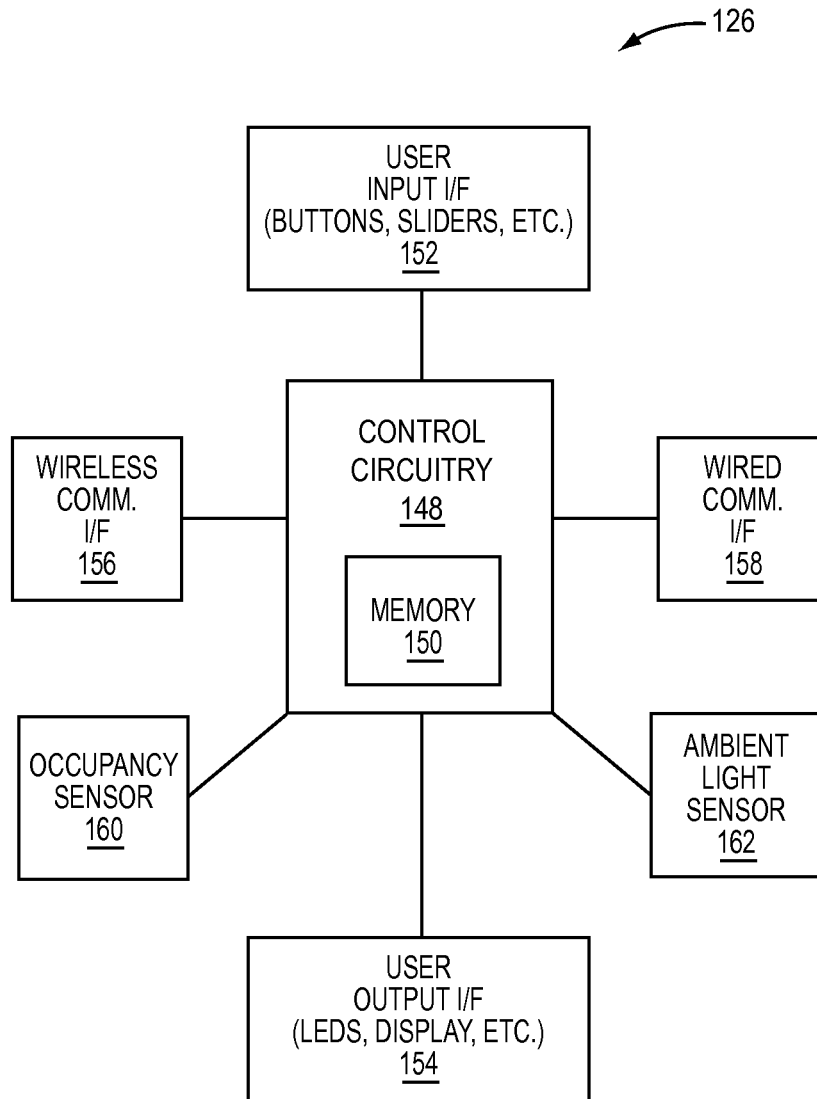 126
USER
INPUT I/F
(BUTTONS, SLIDERS, ETC.)
152
CONTROL
CIRCUITRY
148
MEMORY
150
WIRELESS
COMM.
I/F
156
WIRED
COMM.
I/F
158
OCCUPANCY
SENSOR
160
AMBIENT
LIGHT
SENSOR
162
USER
OUTPUT I/F
(LEDS, DISPLAY, ETC.)
154